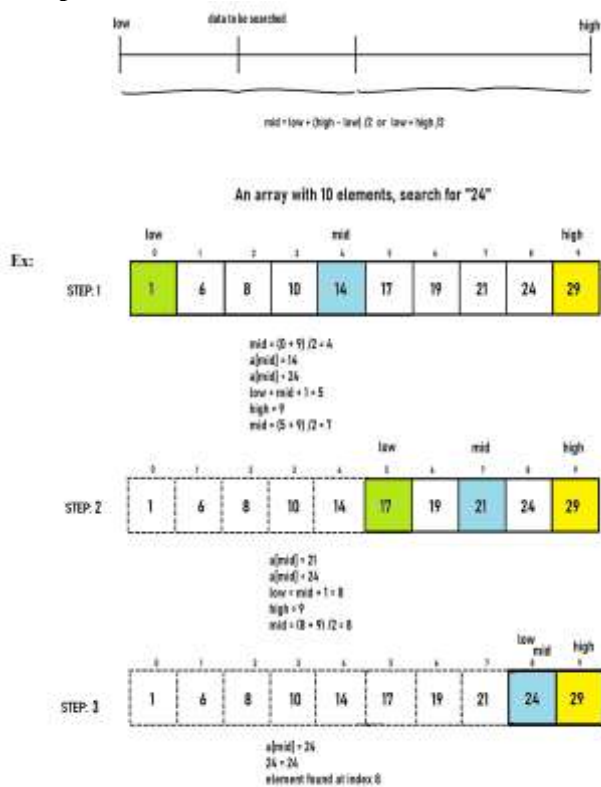 low data to be searched high
mid = low + (high - low) /2 or low + high /2
An array with 10 elements, search for "24"
low mid high
0 1 2 3 4 5 6 7 8 9
Ex:
STEP: 1 1 6 8 10 14 17 19 21 24 29
mid = (0 + 9) /2 = 4
a[mid] = 14
a[mid] < 24
low = mid + 1 = 5
high = 9
mid = (5 + 9) /2 = 7
low mid high
0 1 2 3 4 5 6 7 8 9
STEP: 2 1 6 8 10 14 17 19 21 24 29
a[mid] = 21
a[mid] < 24
low = mid + 1 = 8
high = 9
mid = (8 + 9) /2 = 8
low mid high
0 1 2 3 4 5 6 7 8 9
STEP: 3 1 6 8 10 14 17 19 21 24 29
a[mid] = 24
24 = 24
element found at index 8